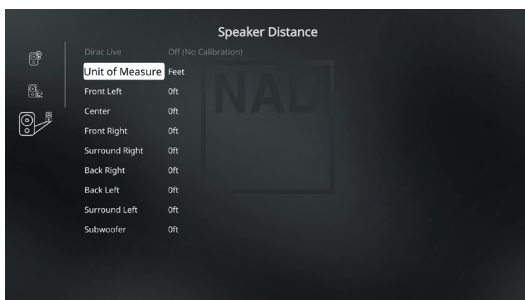 Speaker Distance
Dirac Live Off (No Calibration)
Unit of Measure Feet
Front Left 0ft
Center 0ft
Front Right 0ft
Surround Right 0ft
Back Right 0ft
Back Left 0ft
Surround Left 0ft
Subwoofer 0ft
NAD